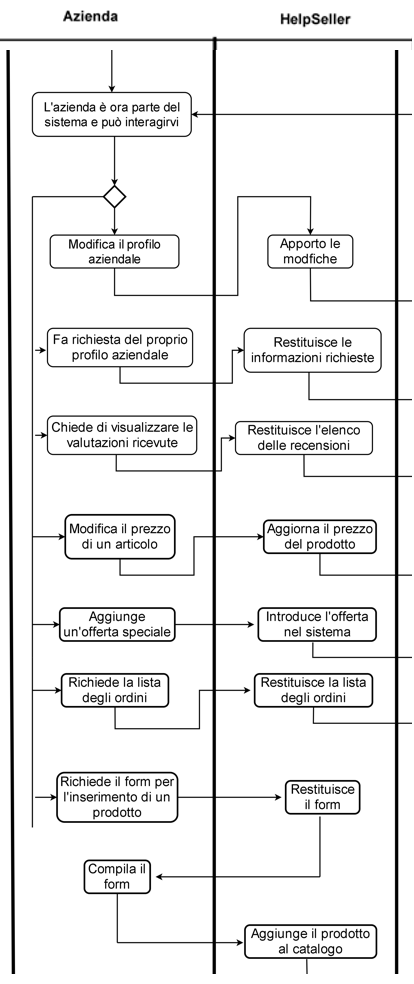 Azienda
HelpSeller
L'azienda è ora parte del
sistema e può interagirvi
Modifica il profilo
aziendale
Apporto le
modfiche
Fa richiesta del proprio
profilo aziendale
Restituisce le
informazioni richieste
Chiede di visualizzare le
valutazioni ricevute
Restituisce l'elenco
delle recensioni
Modifica il prezzo
di un articolo
Aggiorna il prezzo
del prodotto
Aggiunge
un'offerta speciale
Introduce l'offerta
nel sistema
Richiede la lista
degli ordini
Restituisce la lista
degli ordini
Richiede il form per
l'inserimento di un
prodotto
Restituisce
il form
Compila il
form
Aggiunge il prodotto
al catalogo